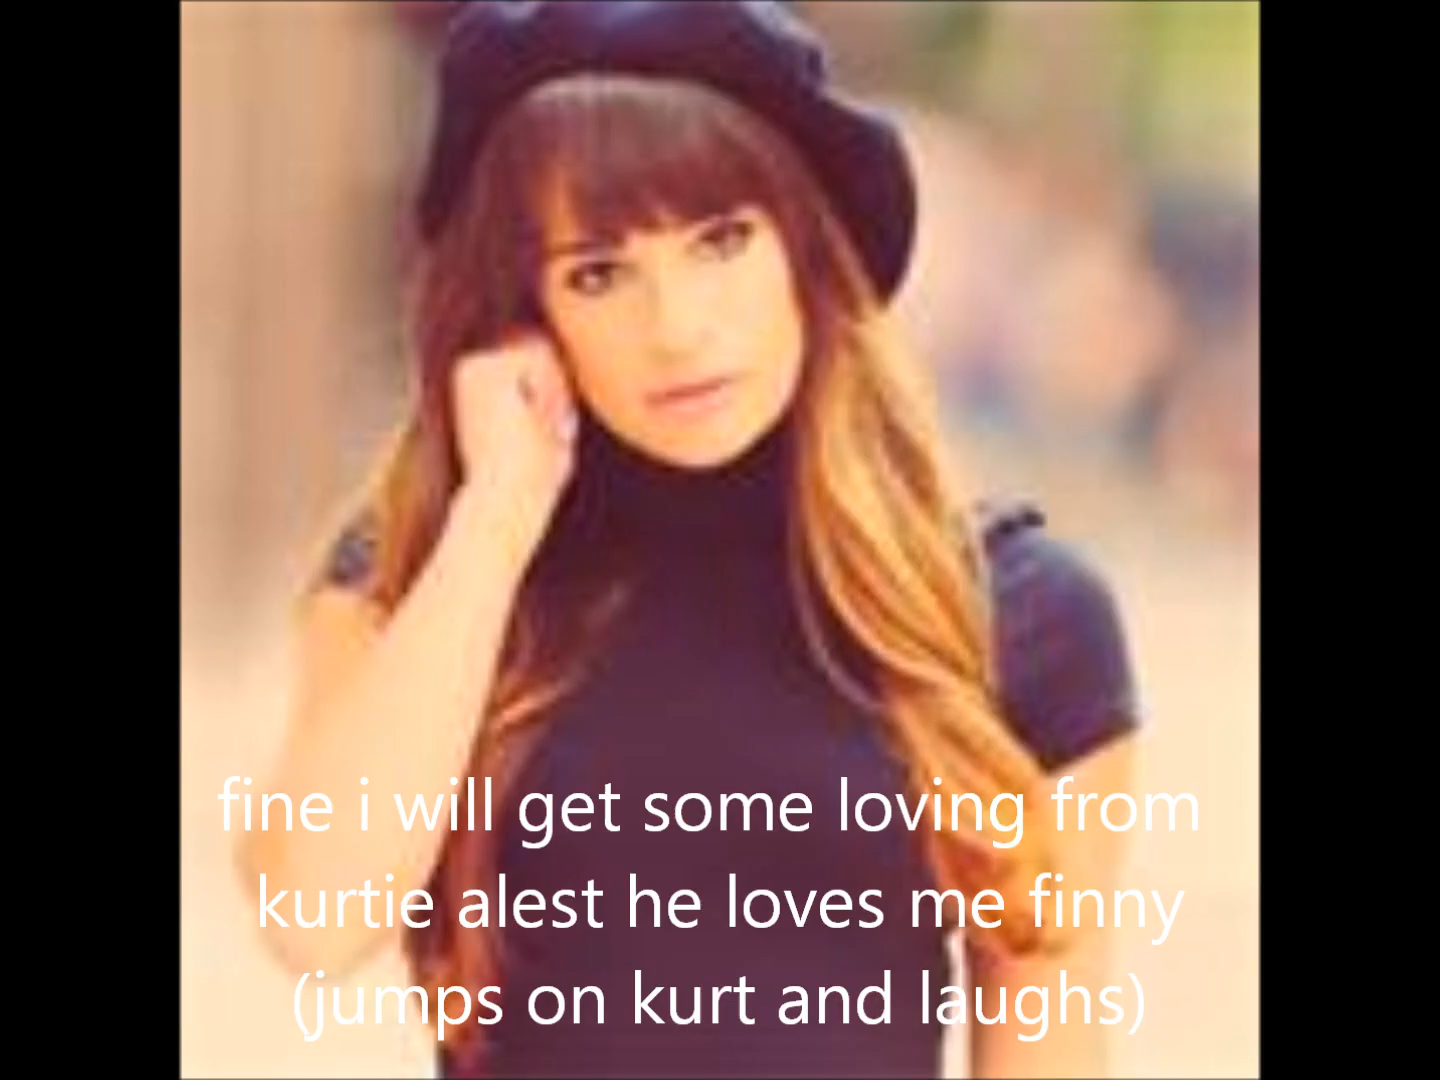 fine i will get some loving from
kurtie alest he loves me finny
(jumps on kurt and laughs)